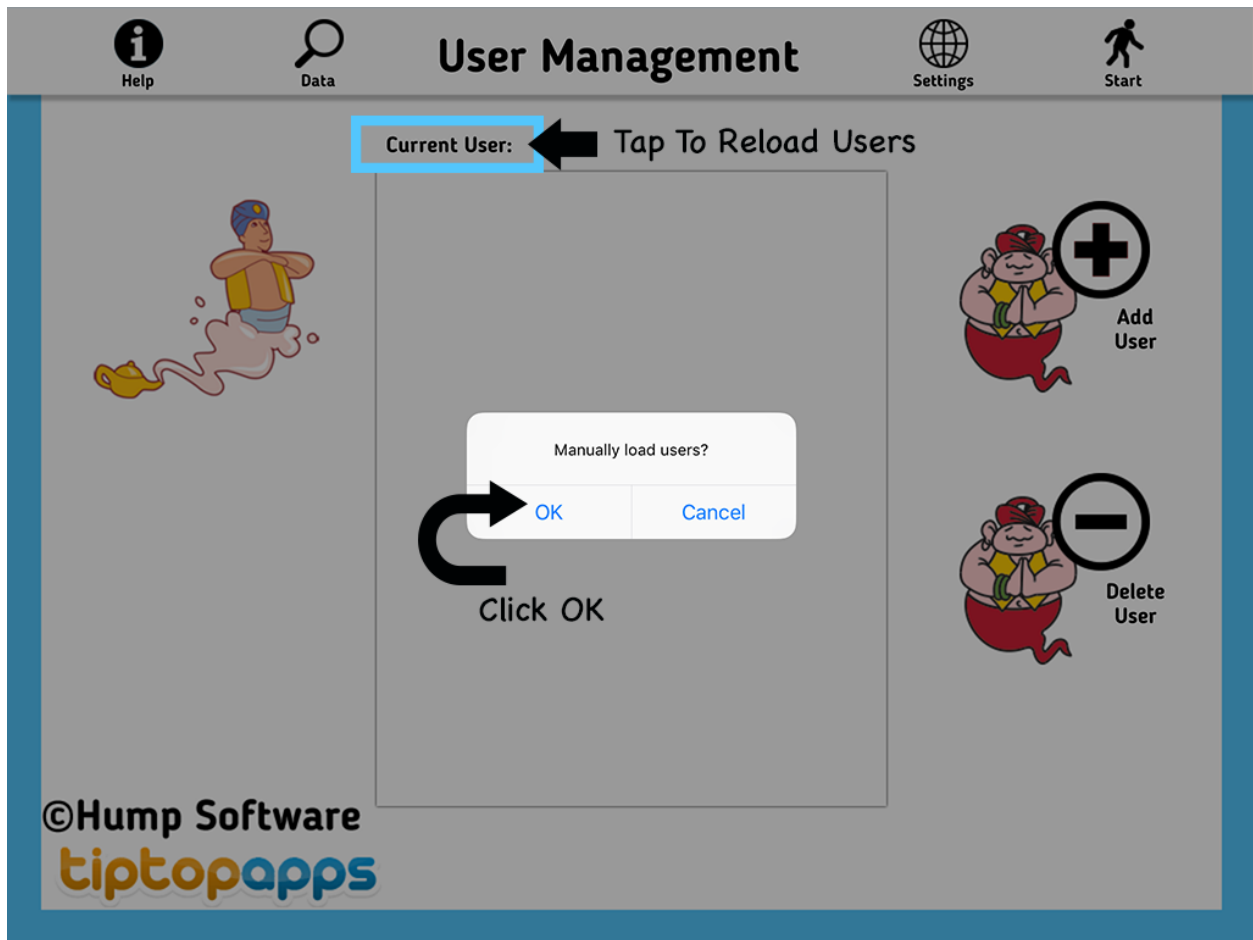 User Management
Help
Data
Settings
Start
Current User:
Tap To Reload Users
Add
User
Manually load users?
OK
Cancel
Click OK
Delete
User
©Hump Software
tiptopapps